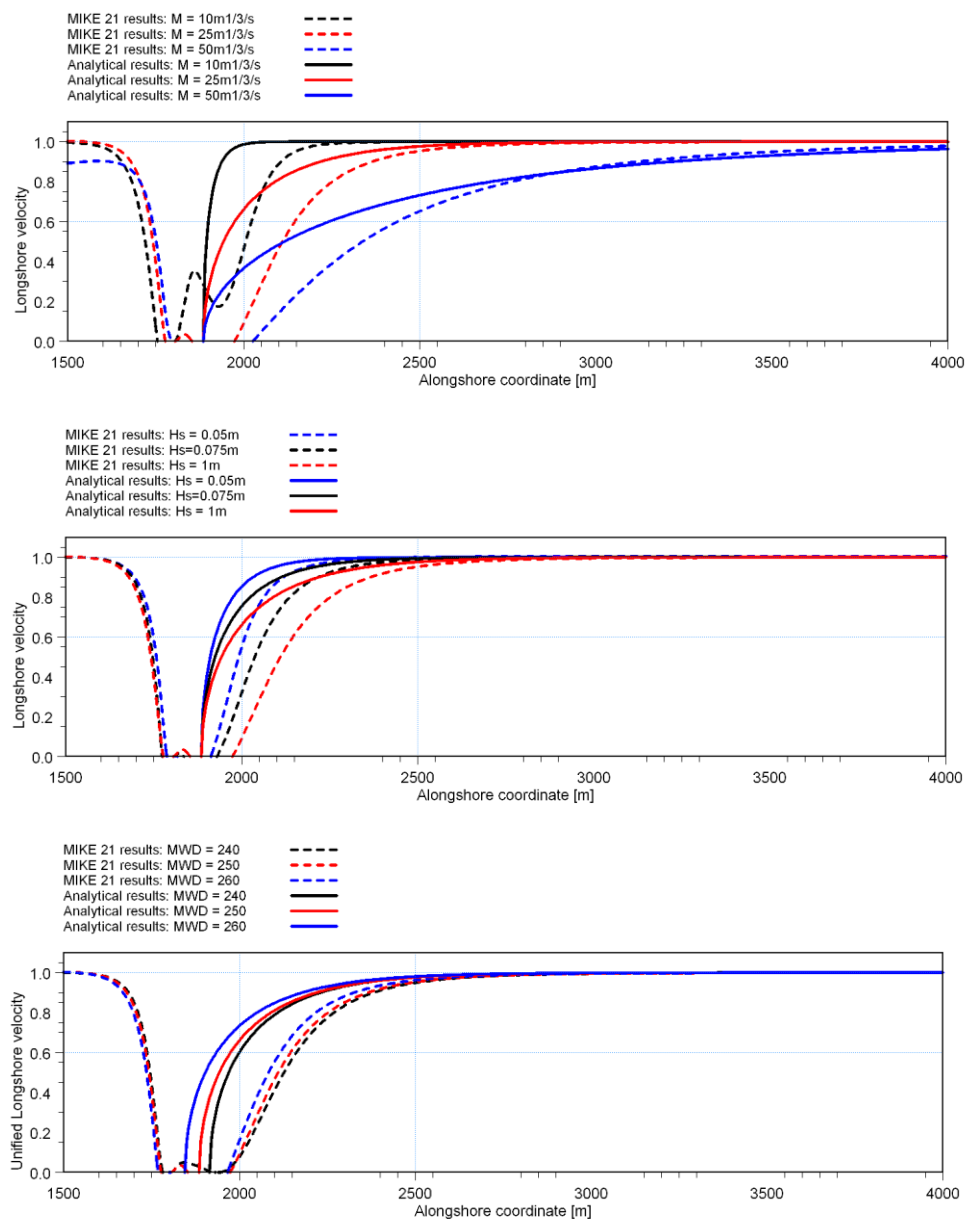 MIKE 21 results: M = 10m1/3/s
MIKE 21 results: M = 25m1/3/s
MIKE 21 results: M = 50m1/3/s
Analytical results: M = 10m1/3/s
Analytical results: M = 25m1/3/s
Analytical results: M = 50m1/3/s
Longshore velocity
1.0
0.8
0.6
0.4
0.2
0.0
1500 2000 2500 3000 3500 4000
Alongshore coordinate [m]
MIKE 21 results: Hs = 0.05m
MIKE 21 results: Hs=0.075m
MIKE 21 results: Hs = 1m
Analytical results: Hs = 0.05m
Analytical results: Hs=0.075m
Analytical results: Hs = 1m
Longshore velocity
1.0
0.8
0.6
0.4
0.2
0.0
1500 2000 2500 3000 3500 4000
Alongshore coordinate [m]
MIKE 21 results: MWD = 240
MIKE 21 results: MWD = 250
MIKE 21 results: MWD = 260
Analytical results: MWD = 240
Analytical results: MWD = 250
Analytical results: MWD = 260
Unified Longshore velocity
1.0
0.8
0.6
0.4
0.2
0.0
1500 2000 2500 3000 3500 4000
Alongshore coordinate [m]